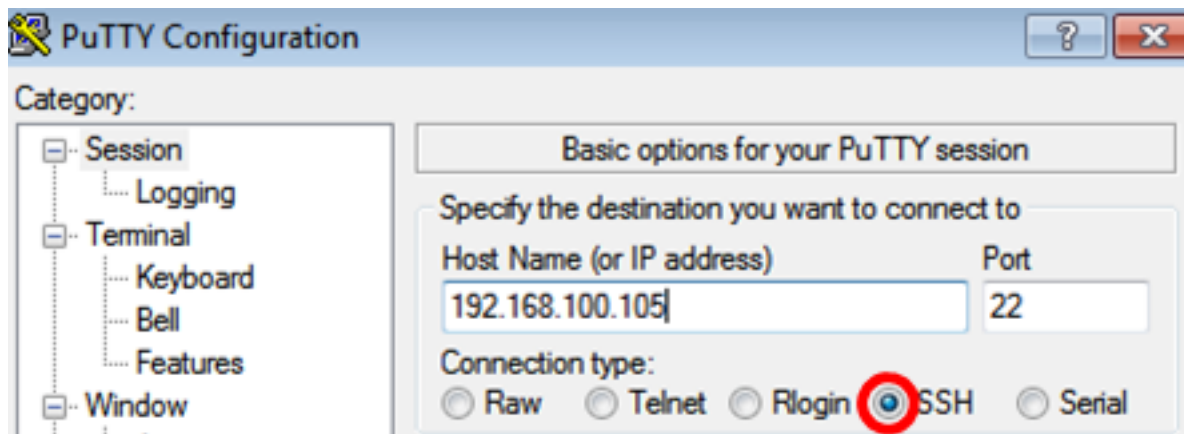 PuTTY Configuration
?
Category:
Session
Logging
Terminal
Keyboard
Bell
Features
Window
Basic options for your PuTTY session
Specify the destination you want to connect to
Host Name (or IP address) Port
192.168.100.105 22
Connection type:
Raw Telnet Rlogin SSH Serial